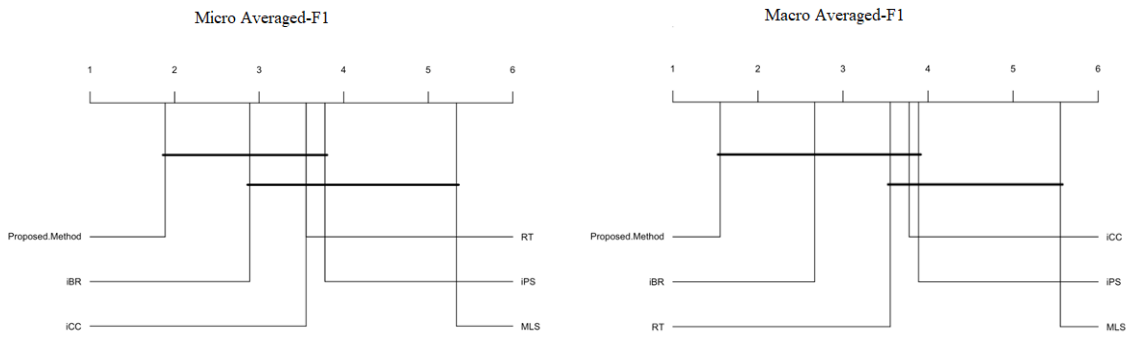 Micro Averaged-F1
1 2 3 4 5 6
Proposed.Method
RT
iBR
iPS
iCC
MLS
Macro Averaged-F1
1 2 3 4 5 6
Proposed.Method
iCC
iBR
iPS
RT
MLS